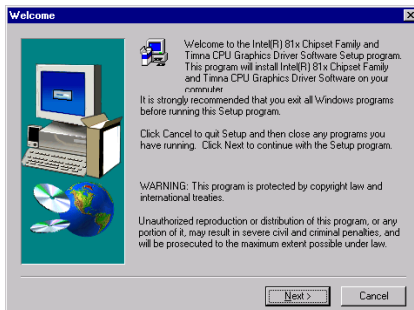 Welcome
Welcome to the Intel(R) 81x Chipset Family and
Timna CPU Graphics Driver Software Setup program.
This program will install Intel(R) 81x Chipset Family
and Timna CPU Graphics Driver Software on your
computer.
It is strongly recommended that you exit all Windows programs
before running this Setup program.
Click Cancel to quit Setup and then close any programs you
have running. Click Next to continue with the Setup program.
WARNING: This program is protected by copyright law and
international treaties.
Unauthorized reproduction or distribution of this program, or any
portion of it, may result in severe civil and criminal penalties, and
will be prosecuted to the maximum extent possible under law.
Next > Cancel